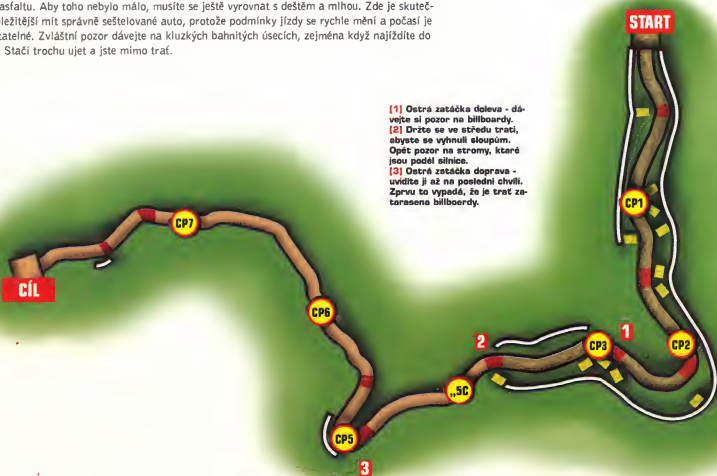 asfaltu. Aby toho nebylo málo, musíte se ještě vyrovnat s deštěm a mlhou. Zde je skuteč-
ležitější mít správně seštelované auto, protože podmínky jízdy se rychle mění a počasí je
tatelné. Zvláštní pozor dávejte na kluzkých bahnitých úsecích, zejména když najíždíte do
Stačí trochu ujet a jste mimo trať.
START
[1] Ostrá zatáčka doleva - dá-
vejte si pozor na billboardy.
[2] Držte se ve středu trati,
abyste se vyhnuli sloupům.
Opět pozor na stromy, ktaré
jsou podél silnice.
[3] Ostrá zatáčka doprava -
uvidíte ji až na poslední chvíli.
Zprvu to vypadá, že je trať za-
tarasena billboerdy.
CP1
CP7
CÍL
CP6
2
CP3
1
CP2
„5C
CP5
3